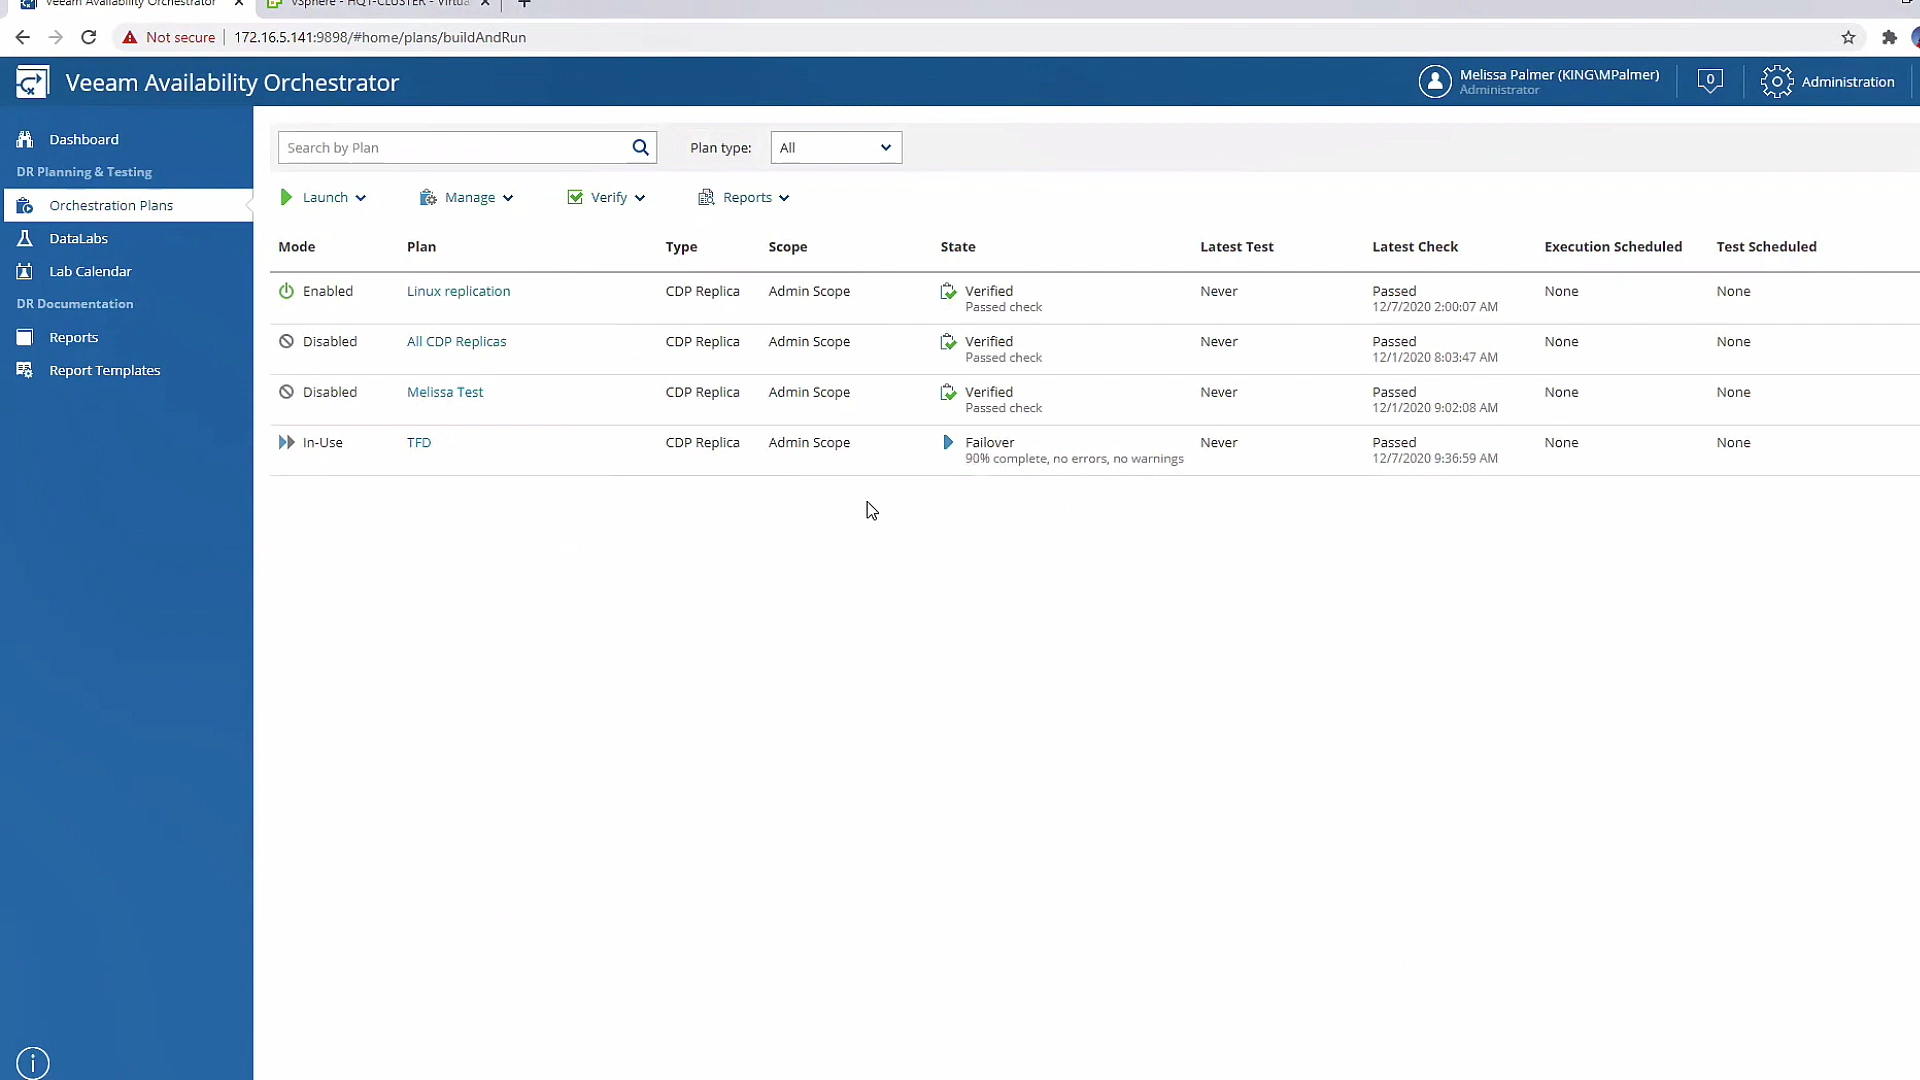 Veeam Availability Orchestrator
vSphere - HQ1-CLUSTER - Virtua
Not secure 172.16.5.141:9898/#home/plans/buildAndRun
Veeam Availability Orchestrator
Melissa Palmer (KING\MPalmer)
Administrator
0
Administration
Dashboard
DR Planning & Testing
Orchestration Plans
DataLabs
Lab Calendar
DR Documentation
Reports
Report Templates
Search by Plan
Plan type:
All
Launch Manage Verify Reports
Mode Plan Type Scope State Latest Test Latest Check Execution Scheduled Test Scheduled
Enabled Linux replication CDP Replica Admin Scope Verified Never Passed None None
Passed check 12/7/2020 2:00:07 AM
Disabled All CDP Replicas CDP Replica Admin Scope Verified Never Passed None None
Passed check 12/1/2020 8:03:47 AM
Disabled Melissa Test CDP Replica Admin Scope Verified Never Passed None None
Passed check 12/1/2020 9:02:08 AM
In-Use TFD CDP Replica Admin Scope Failover Never Passed None None
90% complete, no errors, no warnings 12/7/2020 9:36:59 AM